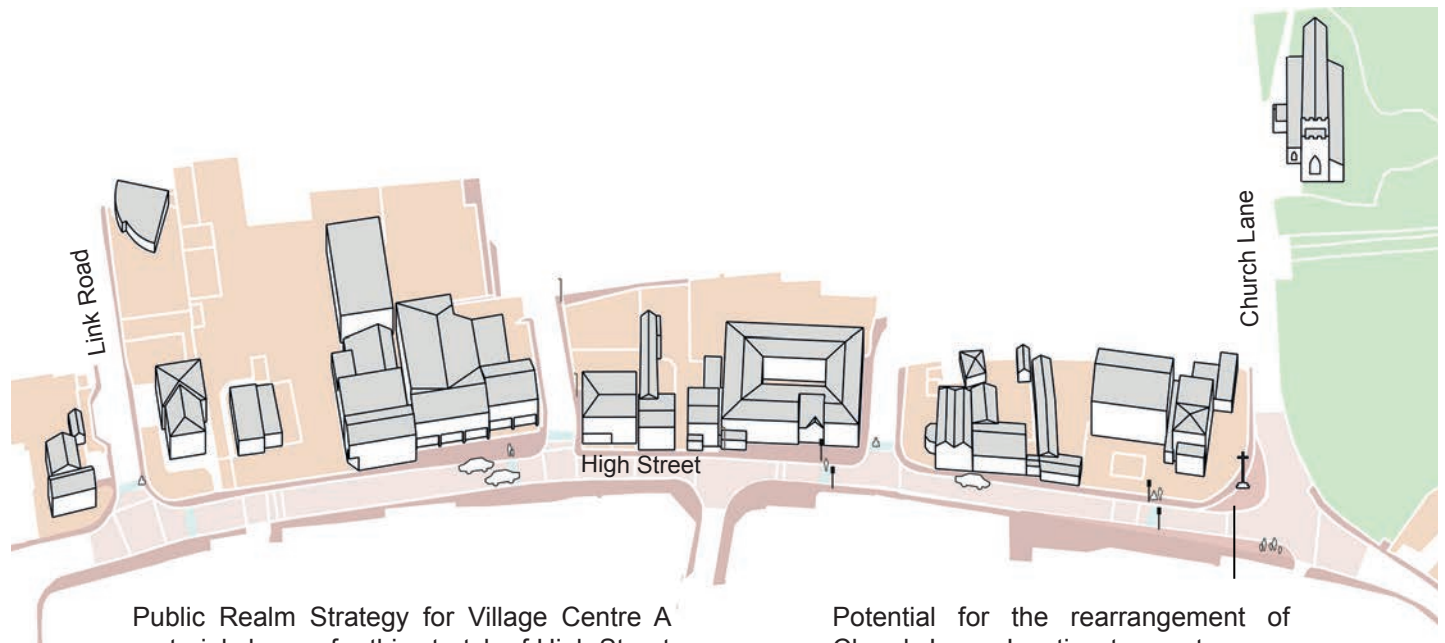 Link Road
Church Lane
High Street
Public Realm Strategy for Village Centre A
Potential for the rearrangement of